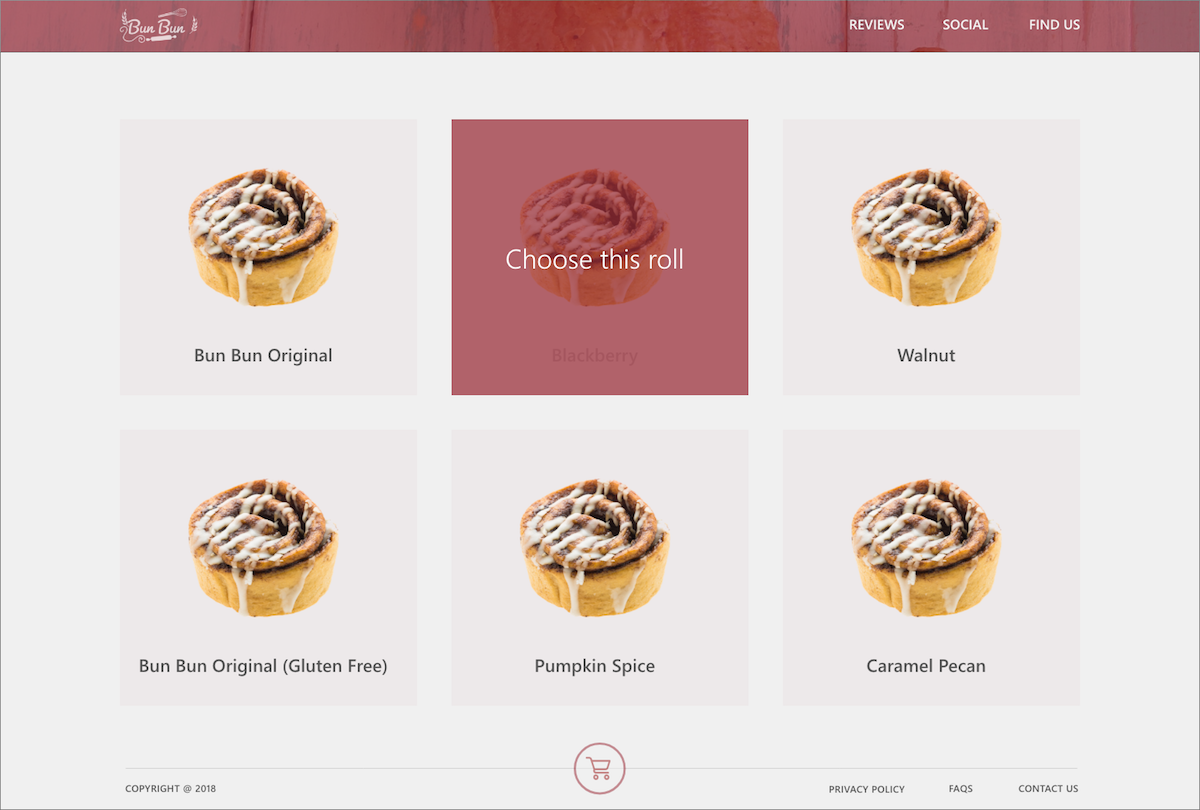 Bun Bun
REVIEWS SOCIAL FIND US
Choose this roll
Bun Bun Original
Blackberry
Walnut
Bun Bun Original (Gluten Free)
Pumpkin Spice
Caramel Pecan
COPYRIGHT @ 2018
PRIVACY POLICY FAQS CONTACT US